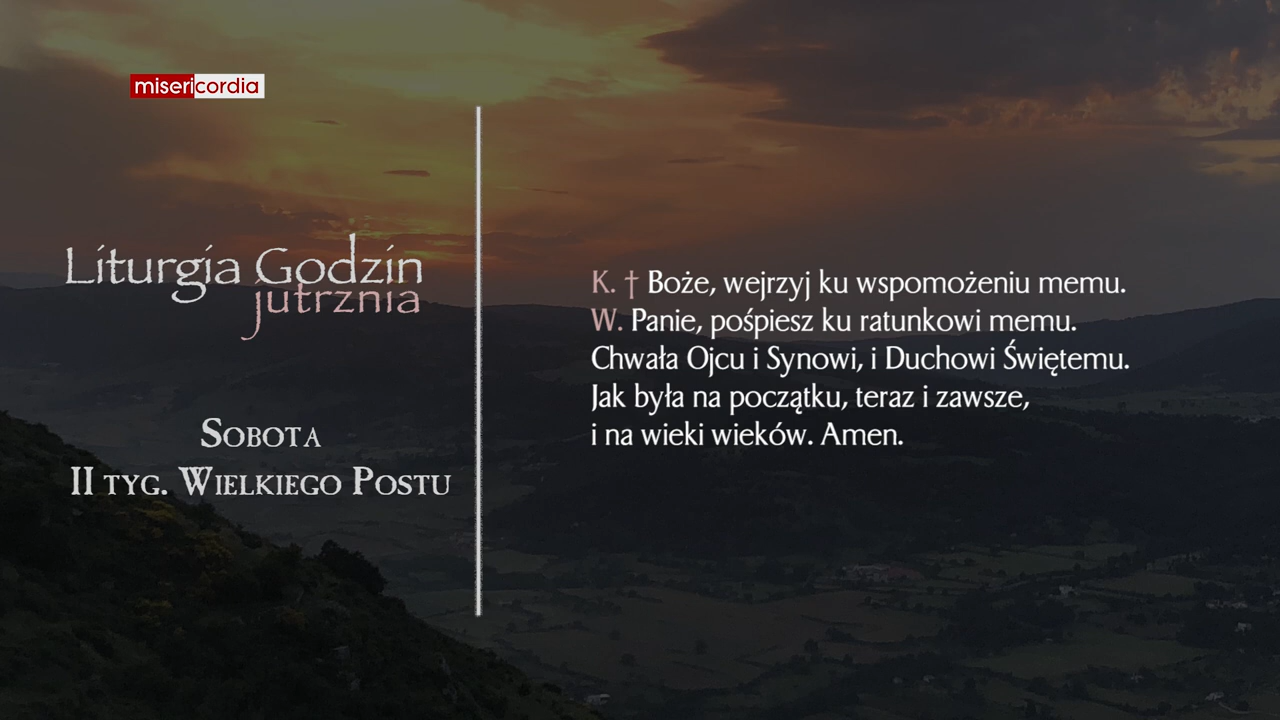 misericordia
Liturgia Godzin
jutrznia
Sobota
II tyg. Wielkiego Postu
K. † Boże, wejrzyj ku wspomożeniu memu.
W. Panie, pośpiesz ku ratunkowi memu.
Chwała Ojcu i Synowi, i Duchowi Świętemu.
Jak była na początku, teraz i zawsze,
i na wieki wieków. Amen.